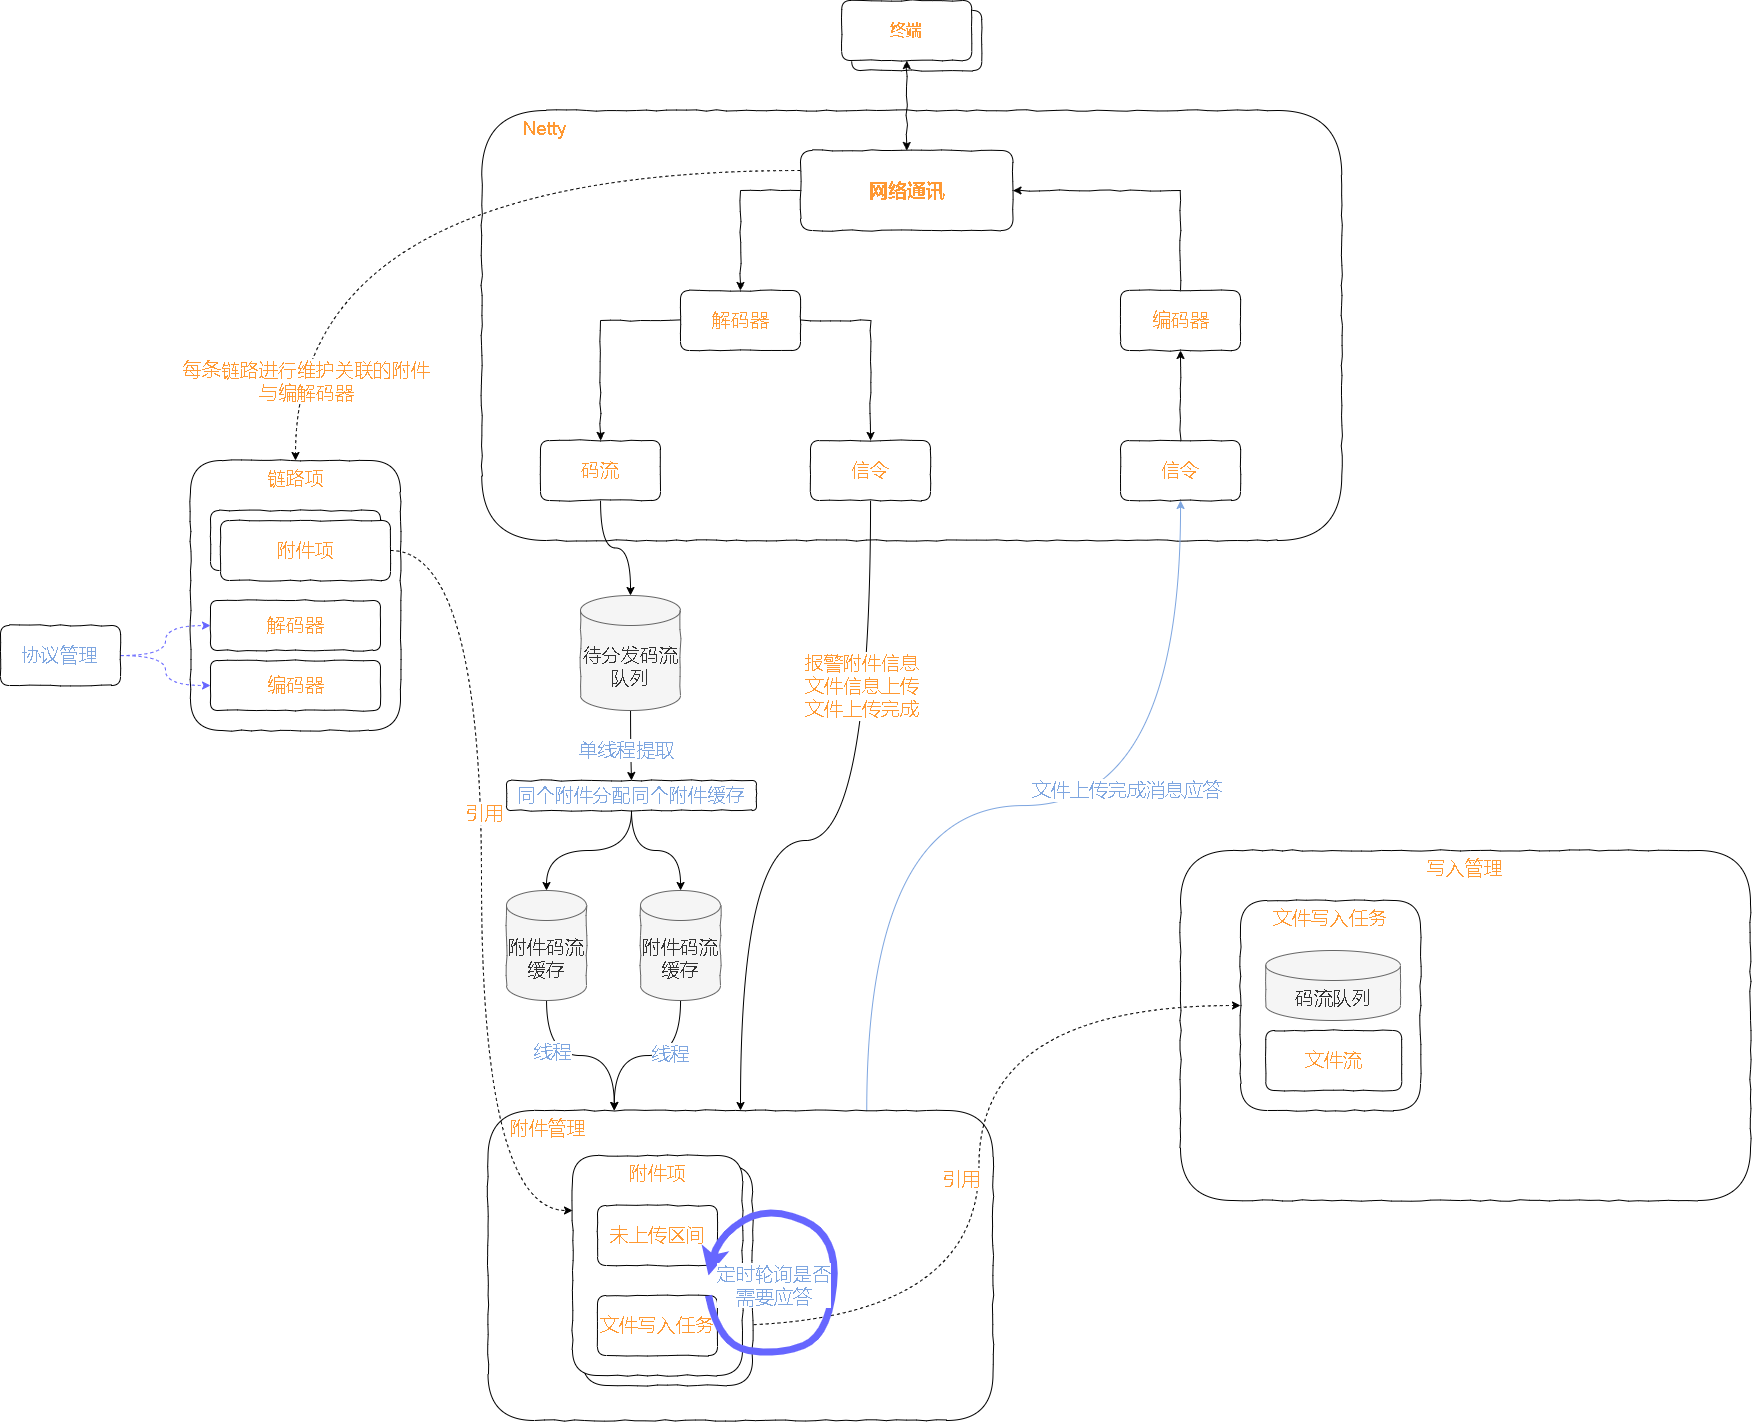 终端
Netty
网络通讯
解码器
编码器
每条链路进行维护关联的附件
与编解码器
码流
信令
信令
链路项
附件项
解码器
编码器
协议管理
待分发码流
队列
报警附件信息
文件信息上传
文件上传完成
单线程提取
同个附件分配同个附件缓存
文件上传完成消息应答
引用
附件码流
缓存
附件码流
缓存
线程
线程
写入管理
文件写入任务
码流队列
文件流
附件管理
附件项
未上传区间
定时轮询是否
需要应答
文件写入任务
引用